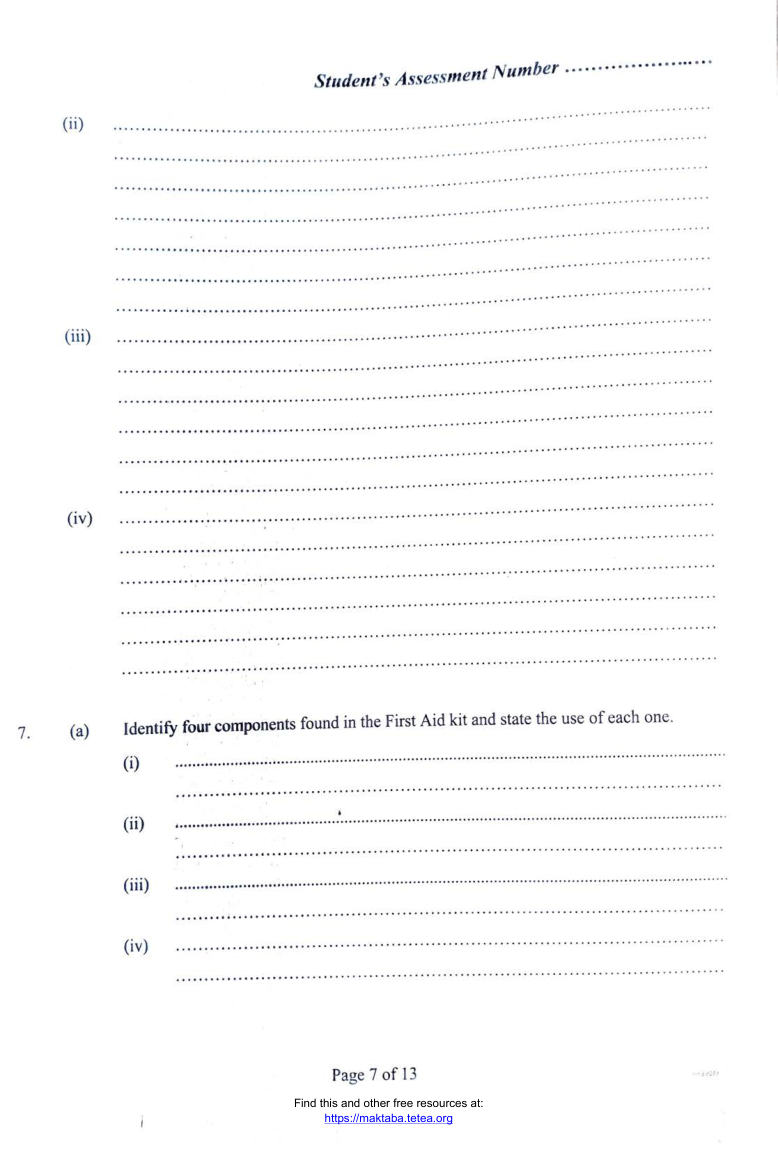 Student's Assessment Number ........................
(ii) ........................................................................
........................................................................
........................................................................
........................................................................
........................................................................
........................................................................
........................................................................
(iii) ........................................................................
........................................................................
........................................................................
........................................................................
........................................................................
........................................................................
(iv) ........................................................................
........................................................................
........................................................................
........................................................................
........................................................................
........................................................................
7. (a) Identify four components found in the First Aid kit and state the use of each one.
(i) ........................................................................
........................................................................
(ii) ........................................................................
........................................................................
(iii) ........................................................................
........................................................................
(iv) ........................................................................
........................................................................
Page 7 of 13
Find this and other free resources at:
https://maktaba.tetea.org